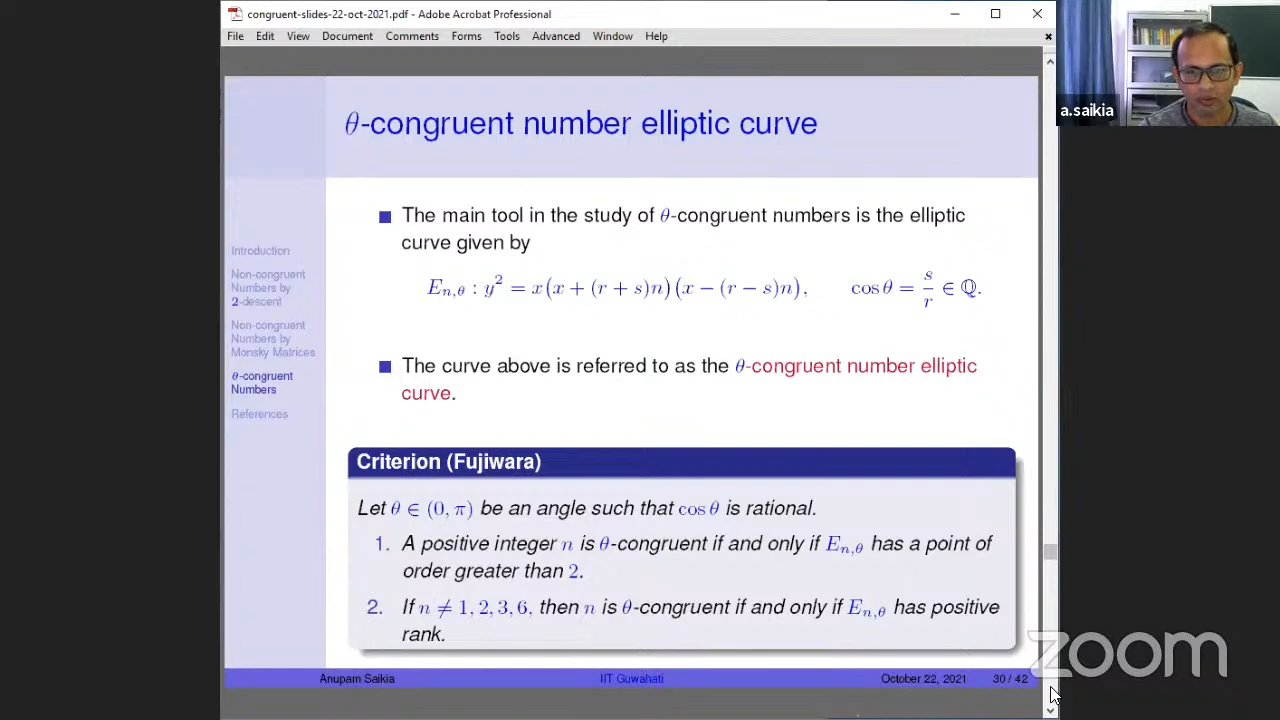 congruent-slides-22-oct-2021.pdf - Adobe Acrobat Professional
File Edit View Document Comments Forms Tools Advanced Window Help
a.saikia
θ-congruent number elliptic curve
Introduction
Non-congruent
Numbers by
2-descent
Non-congruent
Numbers by
Monsky Matrices
θ-congruent
Numbers
References
■ The main tool in the study of θ-congruent numbers is the elliptic
curve given by
E_{n,θ} : y² = x(x + (r + s)n)(x − (r − s)n), cos θ = s/r ∈ ℚ.
■ The curve above is referred to as the θ-congruent number elliptic
curve.
Criterion (Fujiwara)
Let θ ∈ (0, π) be an angle such that cos θ is rational.
1. A positive integer n is θ-congruent if and only if E_{n,θ} has a point of
order greater than 2.
2. If n ≠ 1, 2, 3, 6, then n is θ-congruent if and only if E_{n,θ} has positive
rank.
Anupam Saikia IIT Guwahati October 22, 2021 30 / 42
zoom